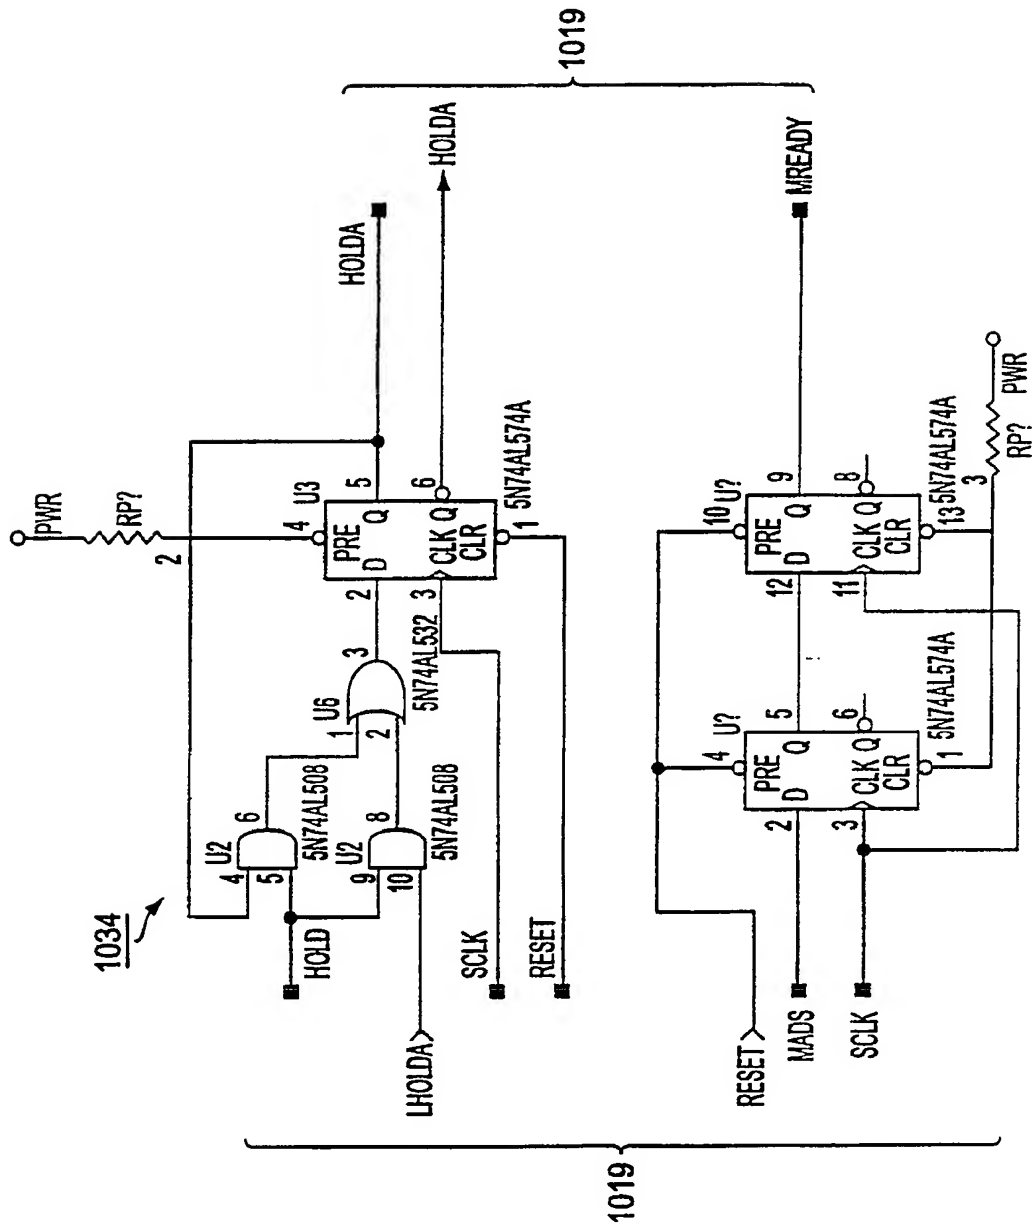 1034
PWR
RP?
2
HOLDA
HOLDA
1019
U2
4
5
6
5N74AL508
HOLD
U2
9
10
8
5N74AL508
LHOLDA
U6
1
2
3
5N74AL532
U3
4
PRE
D
Q
CLK Q
CLR
2
3
5
6
1
5N74AL574A
SCLK
RESET
1019
RESET
MADS
SCLK
U?
4
PRE
D
Q
CLK Q
CLR
2
3
5
6
1
5N74AL574A
U?
10
PRE
D
Q
CLK Q
CLR
12
11
9
8
13
5N74AL574A
MREADY
3
RP?
PWR